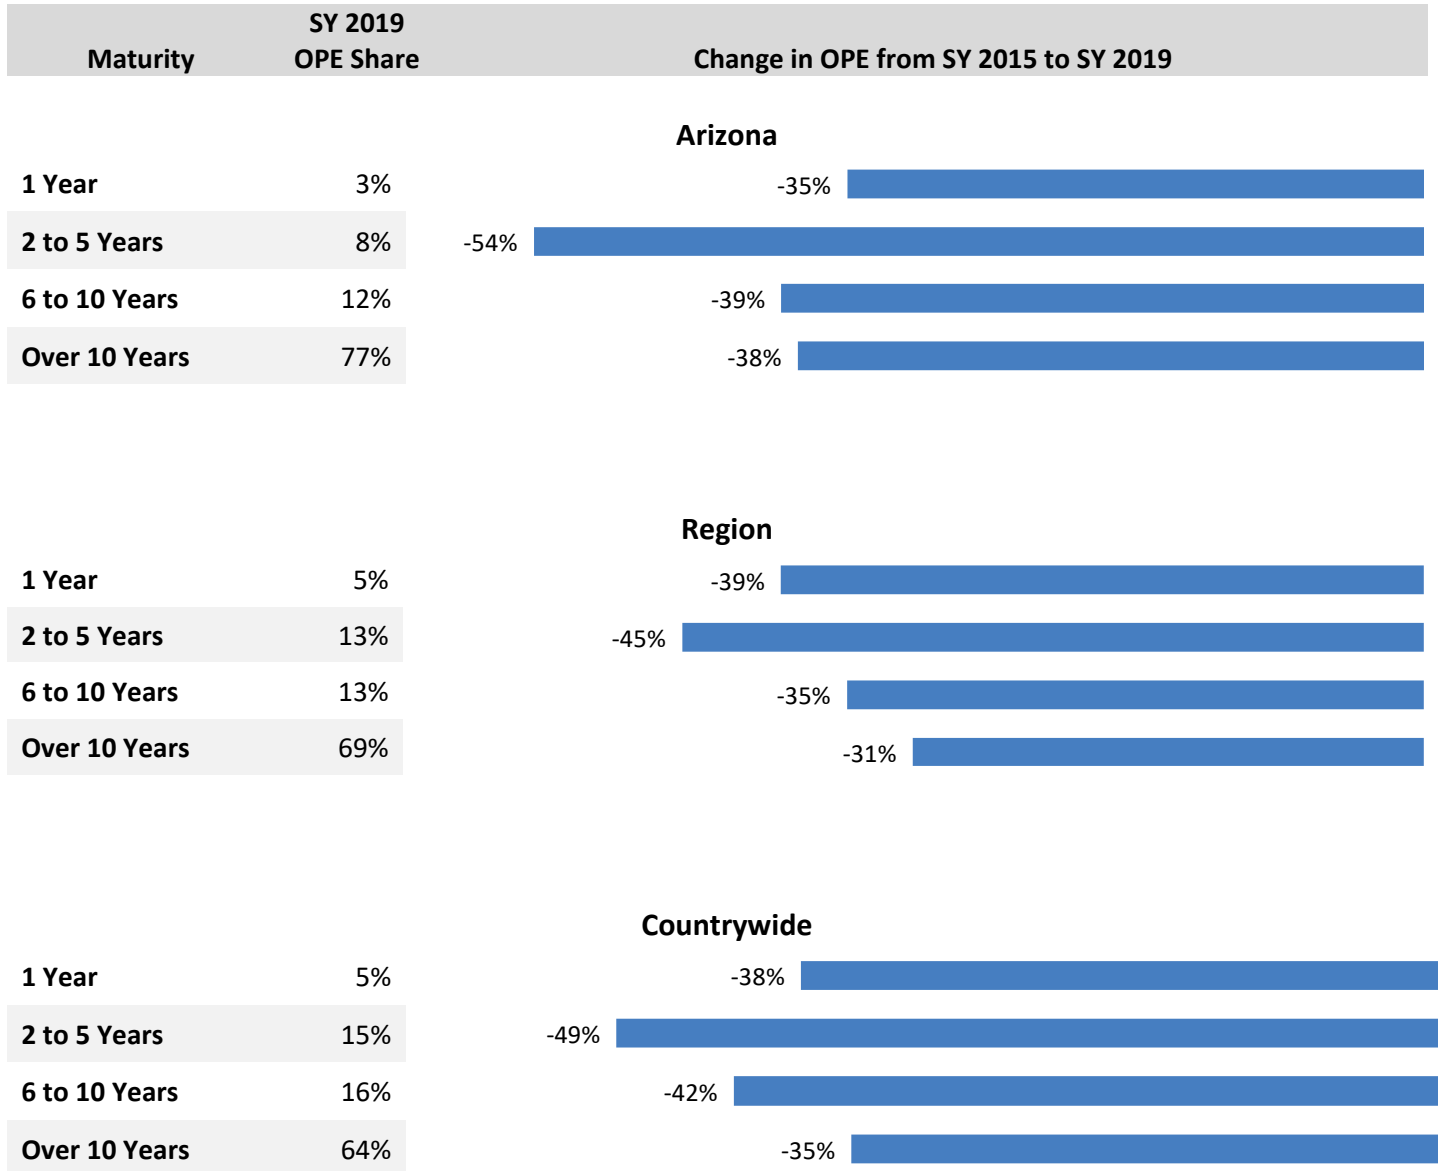 SY 2019
Maturity OPE Share Change in OPE from SY 2015 to SY 2019
Arizona
1 Year 3% -35%
2 to 5 Years 8% -54%
6 to 10 Years 12% -39%
Over 10 Years 77% -38%
Region
1 Year 5% -39%
2 to 5 Years 13% -45%
6 to 10 Years 13% -35%
Over 10 Years 69% -31%
Countrywide
1 Year 5% -38%
2 to 5 Years 15% -49%
6 to 10 Years 16% -42%
Over 10 Years 64% -35%